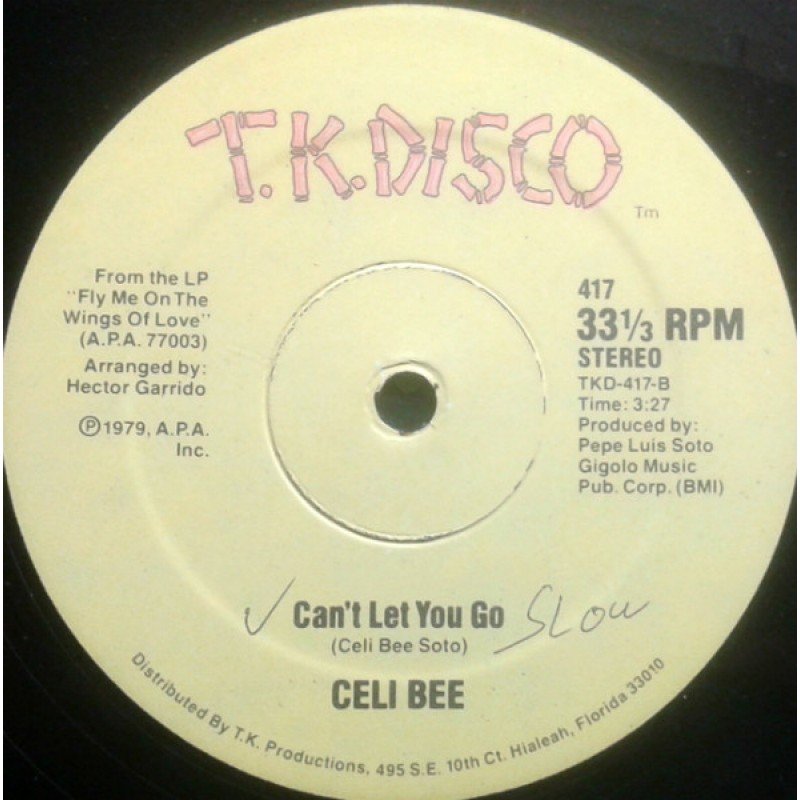 T.K.DISCO
Tm
From the LP
"Fly Me On The
Wings Of Love"
(A.P.A. 77003)
Arranged by:
Hector Garrido
℗1979, A.P.A.
Inc.
417
33⅓ RPM
STEREO
TKD-417-B
Time: 3:27
Produced by:
Pepe Luis Soto
Gigolo Music
Pub. Corp. (BMI)
✓ Can't Let You Go SLow
(Celi Bee Soto)
CELI BEE
Distributed By T.K. Productions, 495 S.E. 10th Ct. Hialeah, Florida 33010